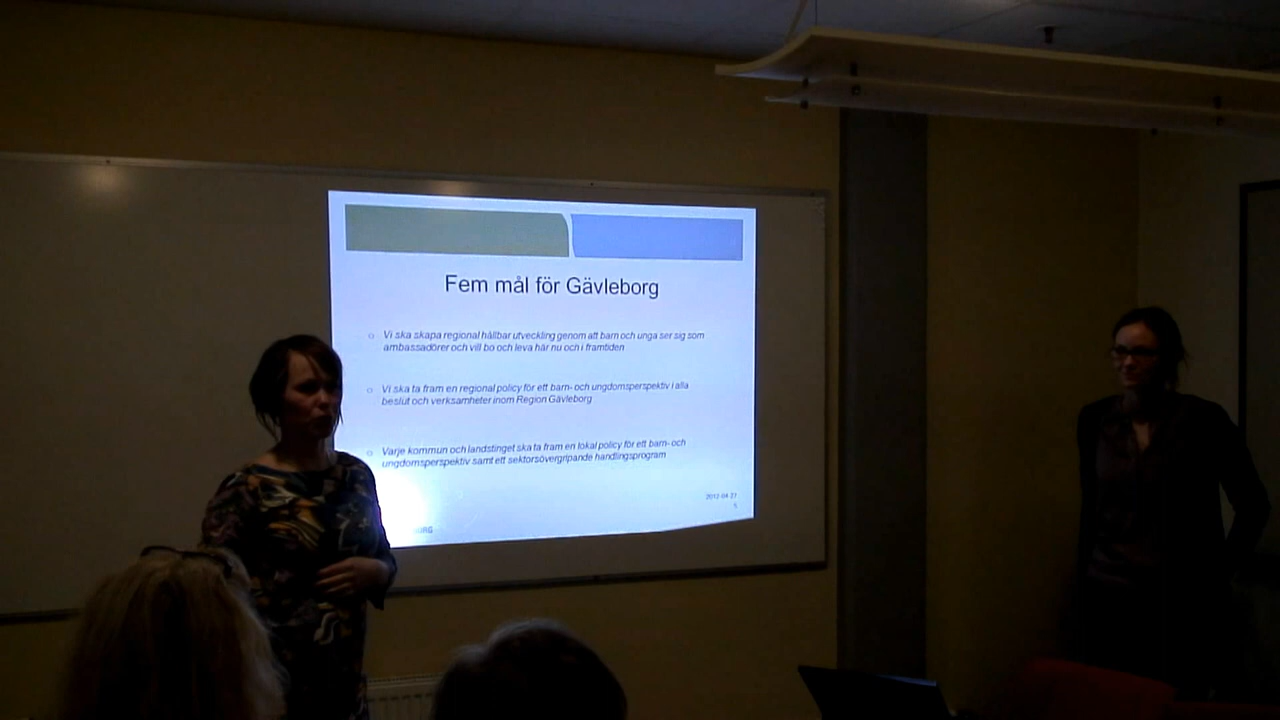 Fem mål för Gävleborg
Vi ska skapa regional hållbar utveckling genom att barn och unga ser sig som
ambassadörer och vill bo och leva här nu och i framtiden
Vi ska ta fram en regional policy för ett barn- och ungdomsperspektiv i alla
beslut och verksamheter inom Region Gävleborg
Varje kommun och landstinget ska ta fram en lokal policy för ett barn- och
ungdomsperspektiv samt ett sektorsövergripande handlingsprogram
2012-04-27